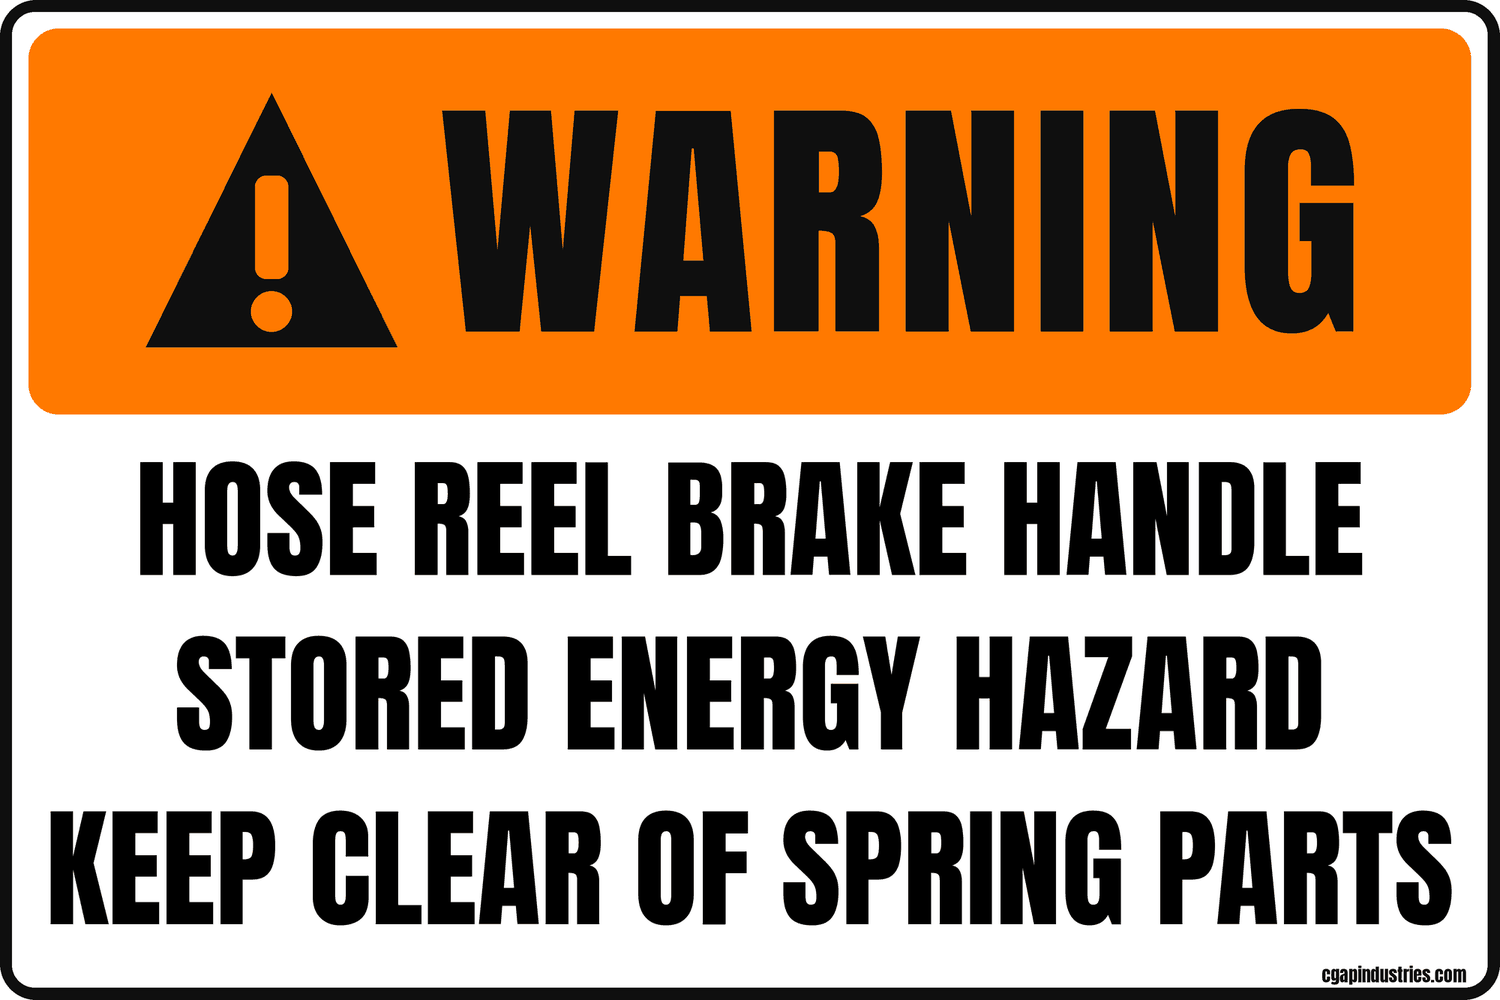 WARNING
HOSE REEL BRAKE HANDLE
STORED ENERGY HAZARD
KEEP CLEAR OF SPRING PARTS
cgapindustries.com